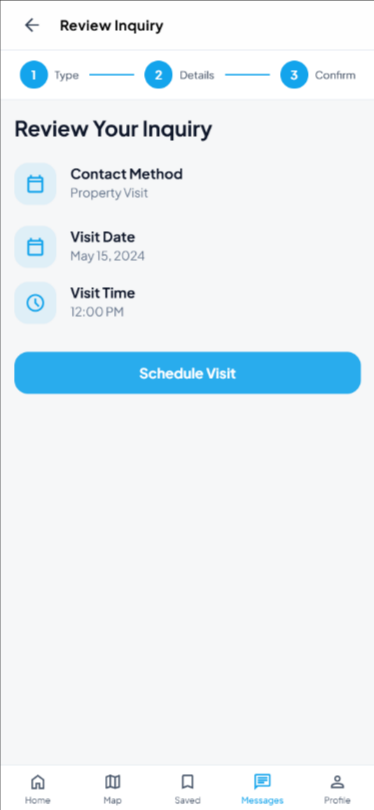 Review Inquiry
1 Type 2 Details 3 Confirm
Review Your Inquiry
Contact Method
Property Visit
Visit Date
May 15, 2024
Visit Time
12:00 PM
Schedule Visit
Home Map Saved Messages Profile